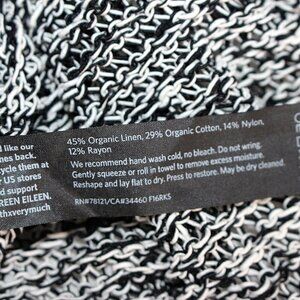 d like our
nes back.
r them at
r US stores
d support
REEN EILEEN.
thxverymuch
45% Organic Linen, 29% Organic Cotton, 14% Nylon,
12% Rayon
We recommend hand wash cold, no bleach. Do not wring.
Gently squeeze or roll in towel to remove excess moisture.
Reshape and lay flat to dry. Press to restore. May be dry cleaned.
RN#78121/CA#34460 F16RKS